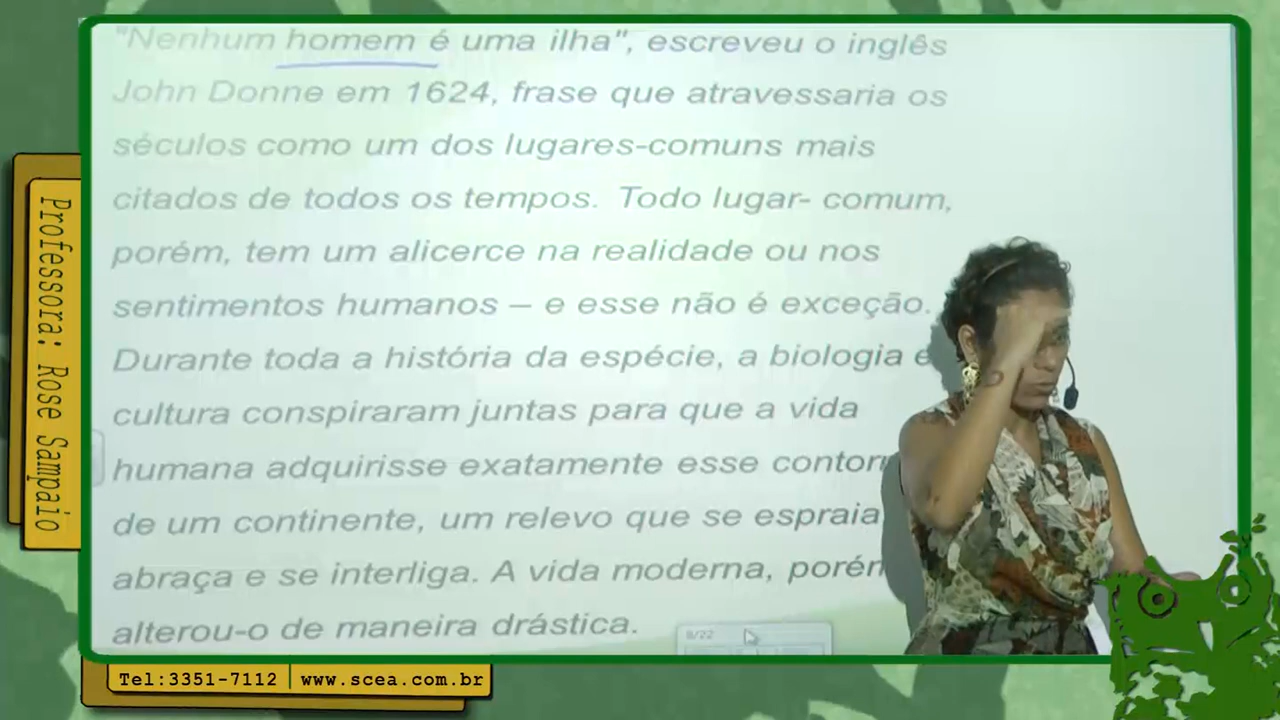 "Nenhum homem é uma ilha", escreveu o inglês
John Donne em 1624, frase que atravessaria os
séculos como um dos lugares-comuns mais
citados de todos os tempos. Todo lugar- comum,
porém, tem um alicerce na realidade ou nos
sentimentos humanos – e esse não é exceção.
Durante toda a história da espécie, a biologia e
cultura conspiraram juntas para que a vida
humana adquirisse exatamente esse
de um continente, um relevo que se espraia
abraça e se interliga. A vida moderna,
alterou-o de maneira drástica.
8/22
Professora: Rose Sampaio
Tel:3351-7112 | www.scea.com.br